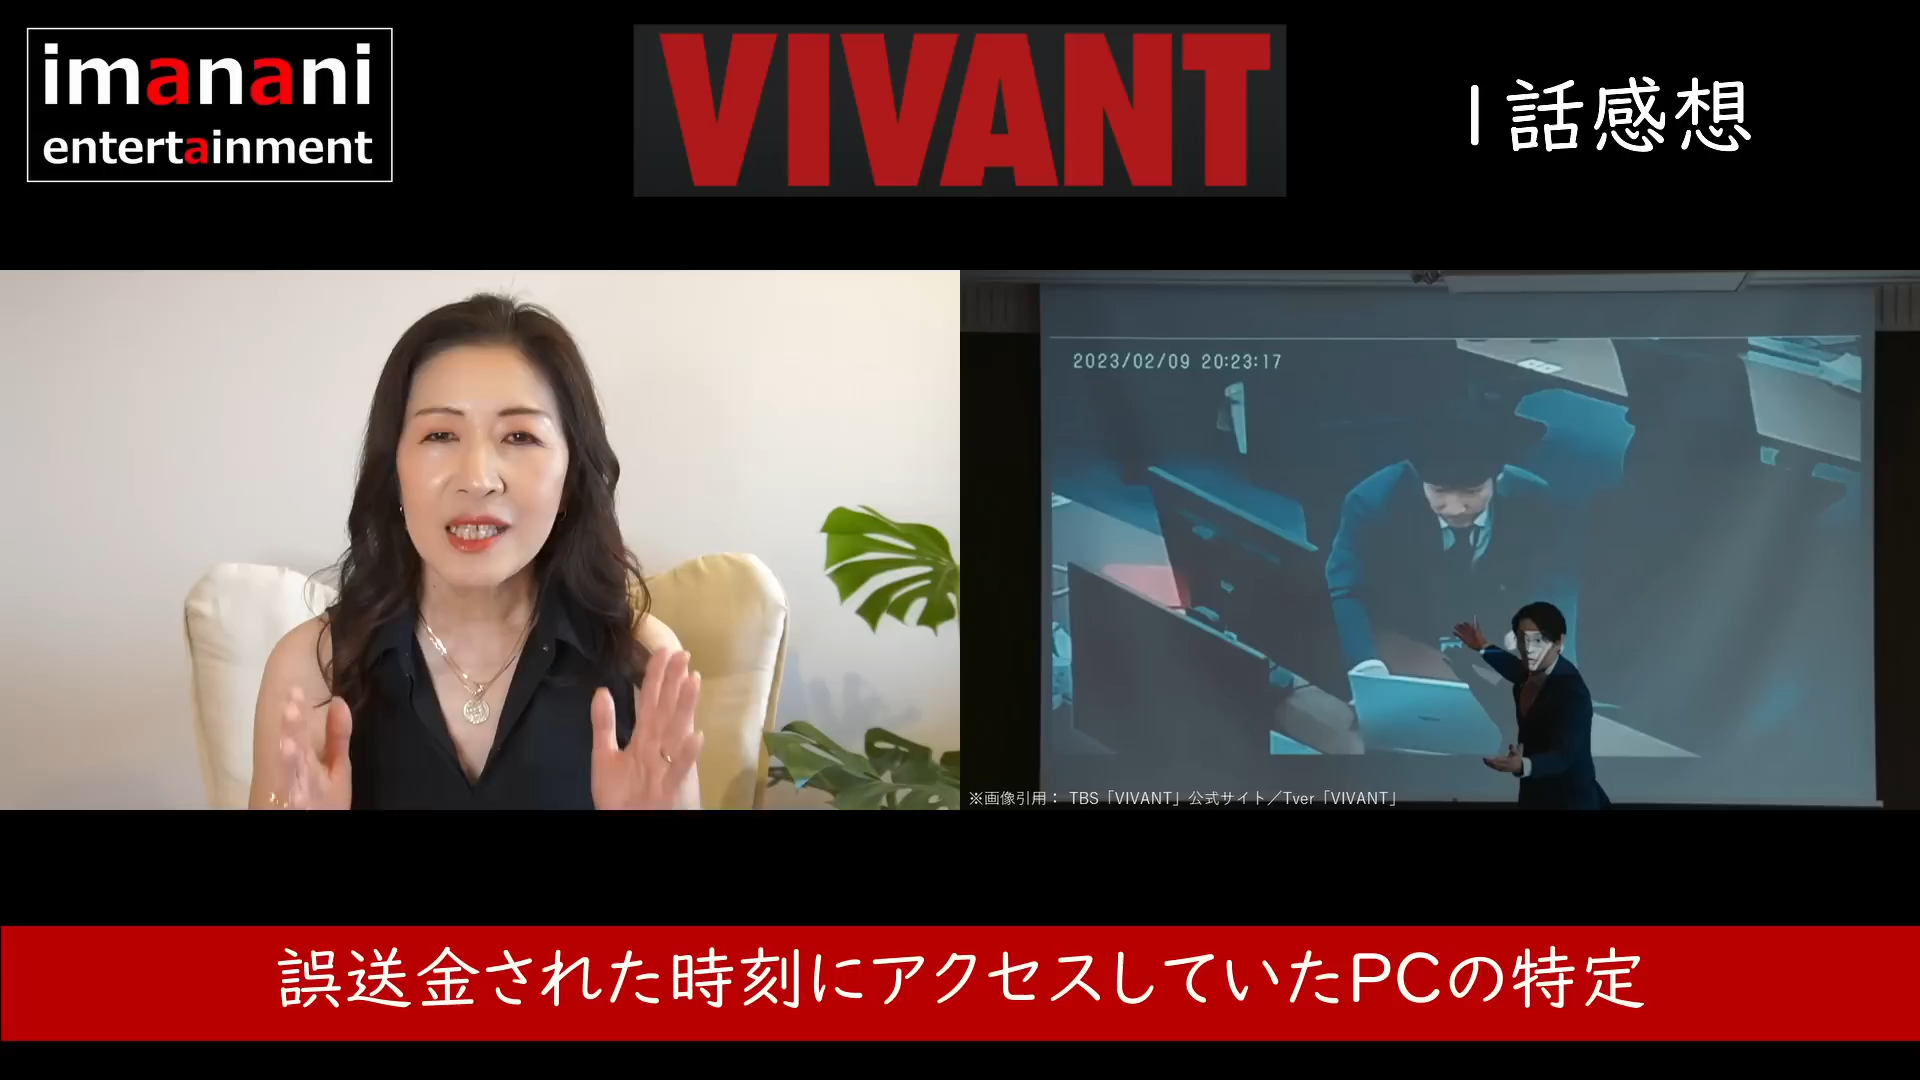 imanani
entertainment
VIVANT
1話感想
2023/02/09 20:23:17
※画像引用： TBS「VIVANT」公式サイト／Tver「VIVANT」
誤送金された時刻にアクセスしていたPCの特定